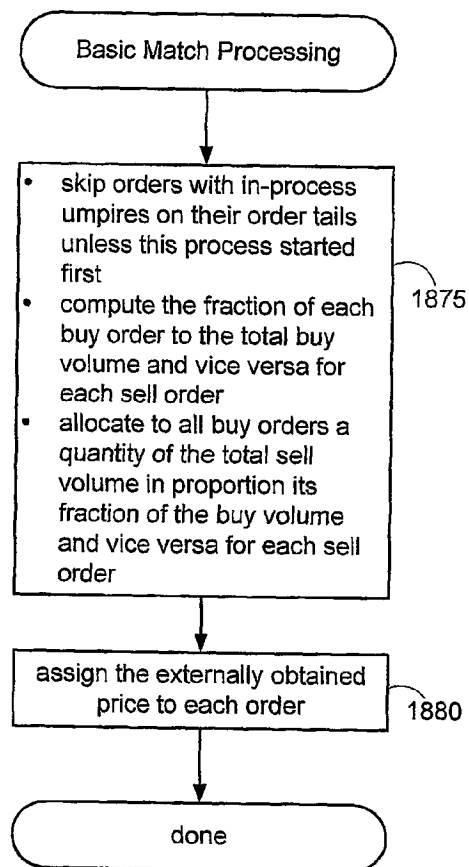 Basic Match Processing
• skip orders with in-process
umpires on their order tails
unless this process started
first
• compute the fraction of each
buy order to the total buy
volume and vice versa for
each sell order
• allocate to all buy orders a
quantity of the total sell
volume in proportion its
fraction of the buy volume
and vice versa for each sell
order
1875
assign the externally obtained
price to each order
1880
done